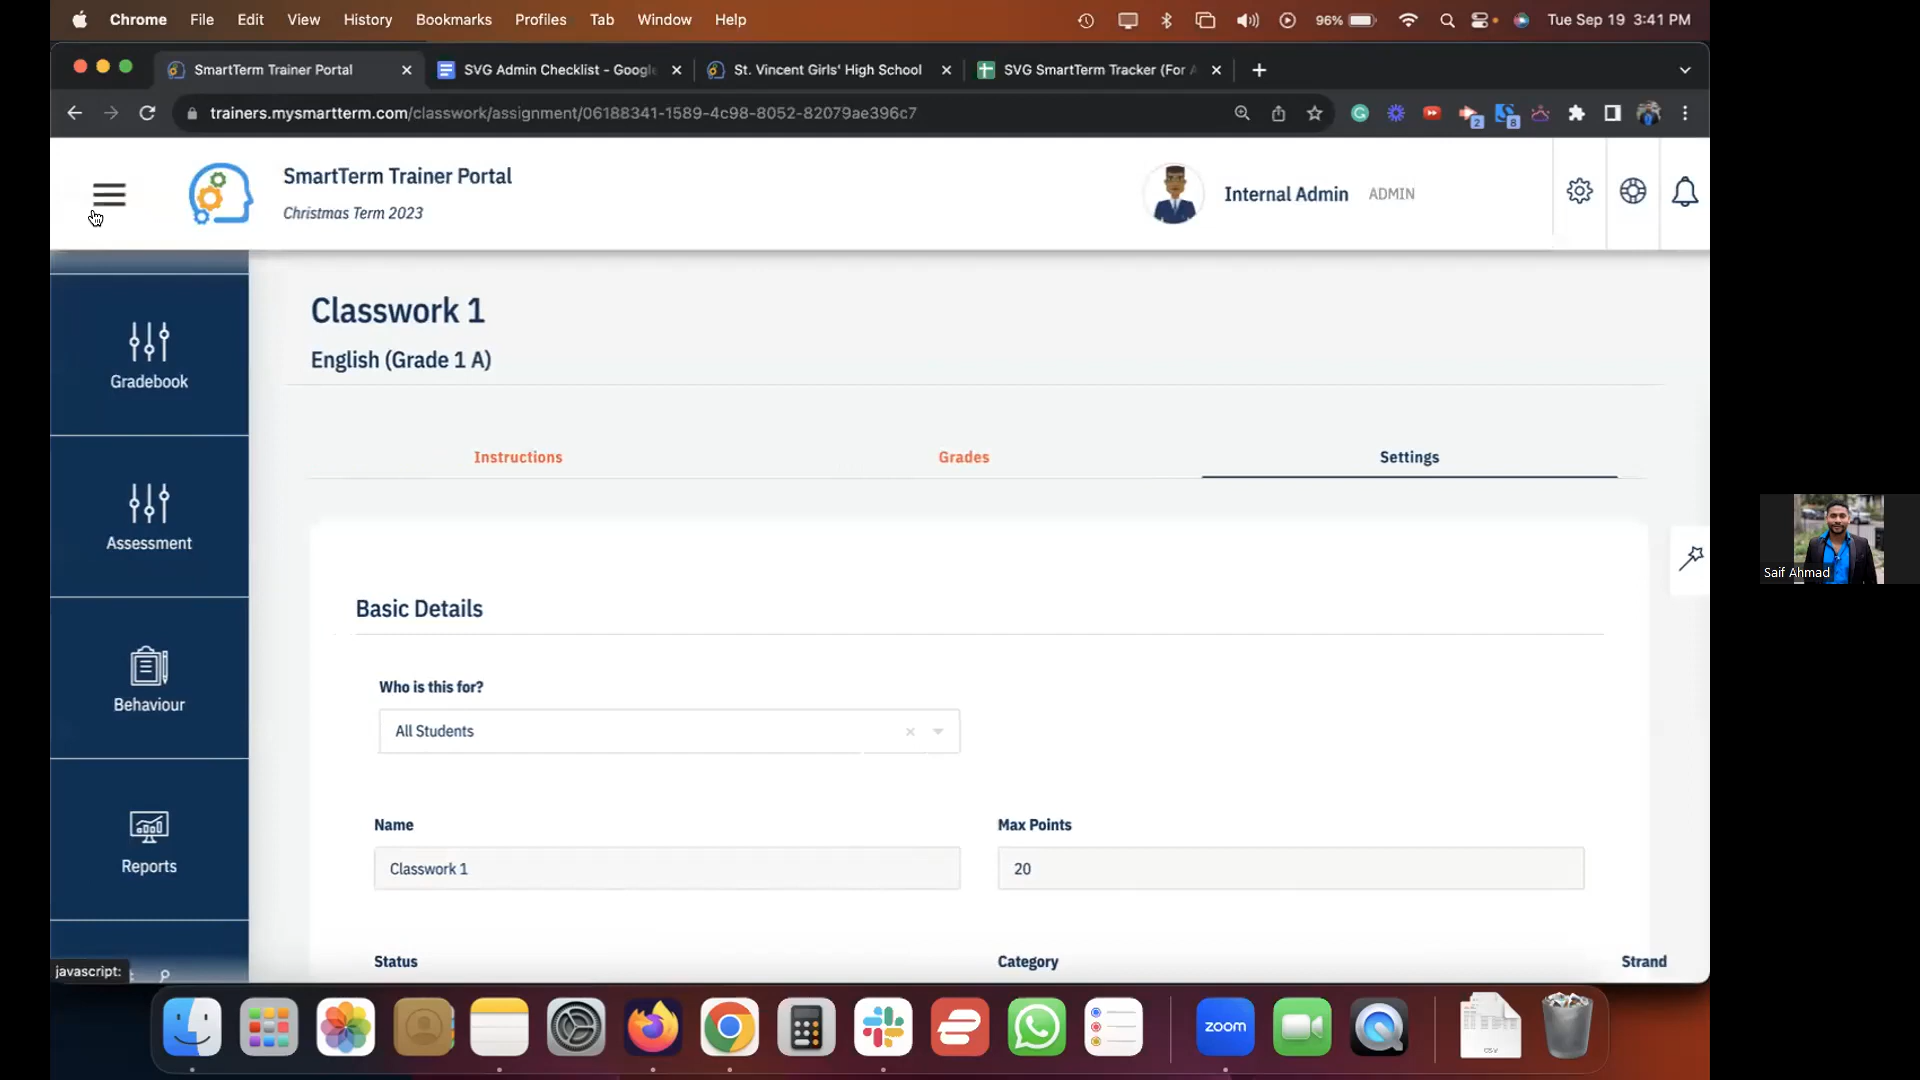 Chrome File Edit View History Bookmarks Profiles Tab Window Help 96% Tue Sep 19 3:41 PM
SmartTerm Trainer Portal SVG Admin Checklist - Google St. Vincent Girls' High School SVG SmartTerm Tracker (For A
trainers.mysmartterm.com/classwork/assignment/06188341-1589-4c98-8052-82079ae396c7 2 8
SmartTerm Trainer Portal
Christmas Term 2023
Internal Admin ADMIN
Classwork 1
English (Grade 1 A)
Gradebook
Instructions Grades Settings
Assessment
Saif Ahmad
Basic Details
Who is this for?
Behaviour
All Students
Name Max Points
Reports
Classwork 1 20
Status Category Strand
javascript:
zoom
CSV